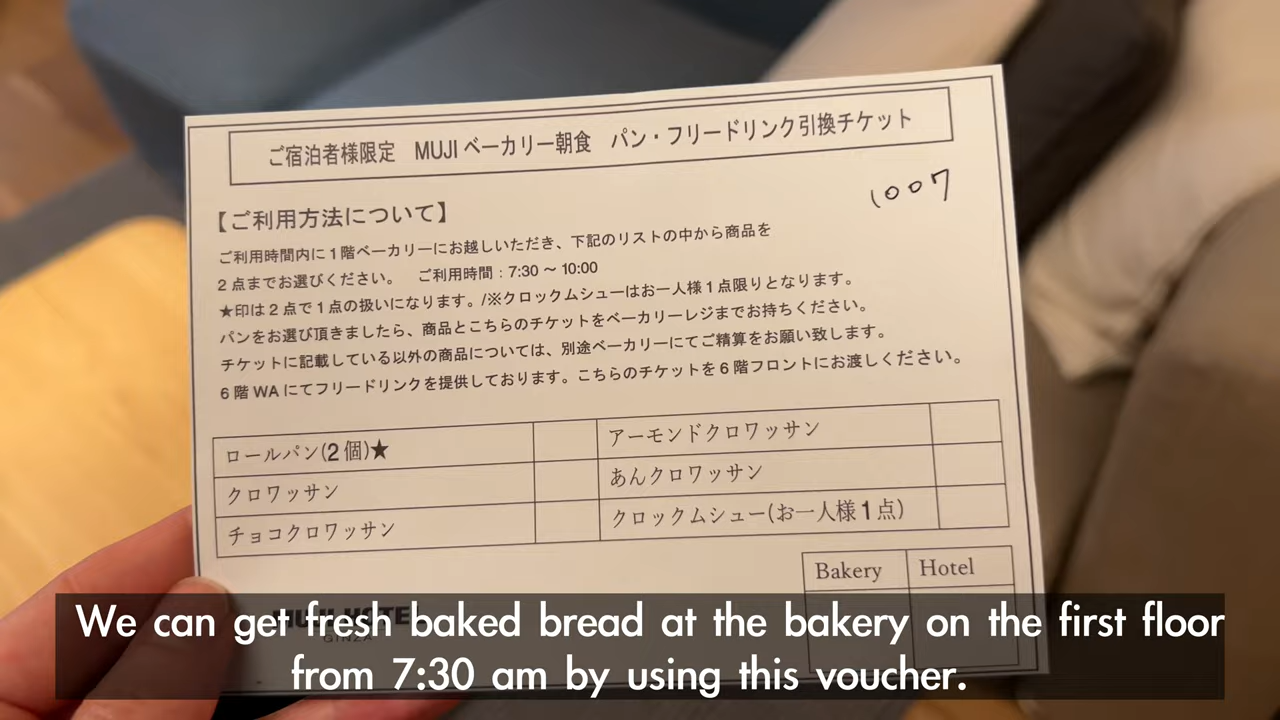 ご宿泊者様限定 MUJIベーカリー朝食 パン・フリードリンク引換チケット
1007
【ご利用方法について】
ご利用時間内に1階ベーカリーにお越しいただき、下記のリストの中から商品を
2点までお選びください。 ご利用時間：7:30 〜 10:00
★印は2点で1点の扱いになります。/※クロックムシューはお一人様1点限りとなります。
パンをお選び頂きましたら、商品とこちらのチケットをベーカリーレジまでお持ちください。
チケットに記載している以外の商品については、別途ベーカリーにてご精算をお願い致します。
6階 WA にてフリードリンクを提供しております。こちらのチケットを6階フロントにお渡しください。
ロールパン(2個)★ アーモンドクロワッサン
クロワッサン あんクロワッサン
チョコクロワッサン クロックムシュー(お一人様1点)
Bakery Hotel
MUJI HOTEL
GINZA
We can get fresh baked bread at the bakery on the first floor
from 7:30 am by using this voucher.